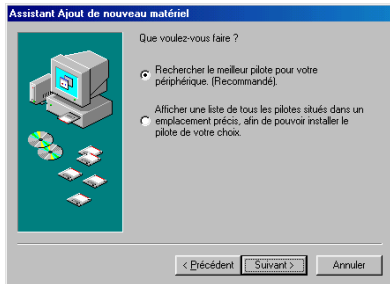 Assistant Ajout de nouveau matériel
Que voulez-vous faire ?
Rechercher le meilleur pilote pour votre
périphérique. (Recommandé).
Afficher une liste de tous les pilotes situés dans un
emplacement précis, afin de pouvoir installer le
pilote de votre choix.
< Précédent Suivant > Annuler